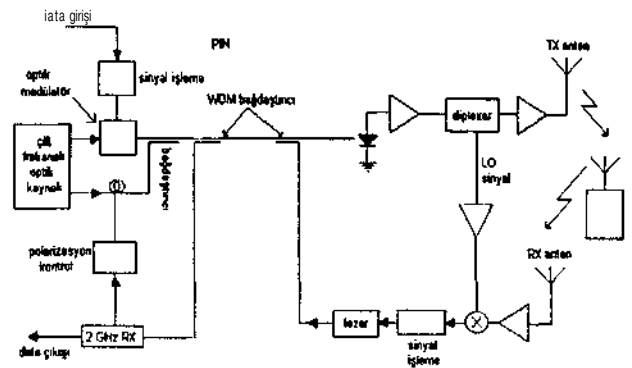 iata girişi
PIN
TX anten
optik
modülatör
sinyal işleme
WDM bağdaştırıcı
diplexer
çift
frekanslı
optik
kaynak
bağdaştırıcı
LO
sinyal
polarizasyon
kontrol
RX anten
lazer
2 GHz RX
data çıkışı
sinyal
işleme